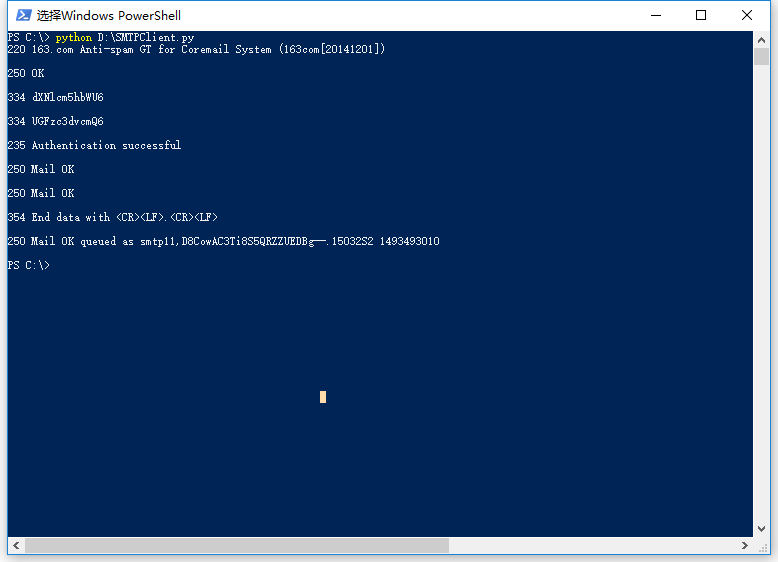 选择Windows PowerShell
PS C:\> python D:\SMTPClient.py
220 163.com Anti-spam GT for Coremail System (163com[20141201])
250 OK
334 dXNlcm5hbWU6
334 UGFzc3dvcmQ6
235 Authentication successful
250 Mail OK
250 Mail OK
354 End data with <CR><LF>.<CR><LF>
250 Mail OK queued as smtp11,D8CowAC3Ti8S5QRZZUEDBg--.15032S2 1493493010
PS C:\>